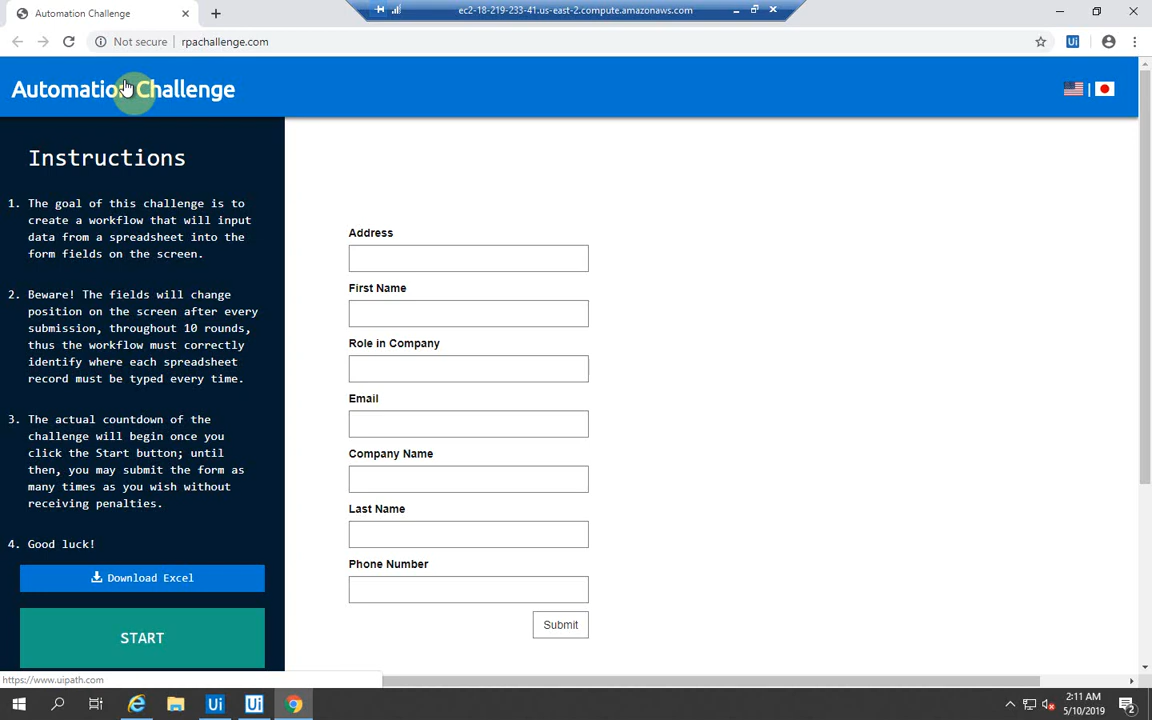 Automation Challenge
ec2-18-219-233-41.us-east-2.compute.amazonaws.com
Not secure | rpachallenge.com
Ui
Automation Challenge
|
Instructions
1. The goal of this challenge is to
create a workflow that will input
data from a spreadsheet into the
form fields on the screen.
2. Beware! The fields will change
position on the screen after every
submission, throughout 10 rounds,
thus the workflow must correctly
identify where each spreadsheet
record must be typed every time.
3. The actual countdown of the
challenge will begin once you
click the Start button; until
then, you may submit the form as
many times as you wish without
receiving penalties.
4. Good luck!
Download Excel
START
Address
First Name
Role in Company
Email
Company Name
Last Name
Phone Number
Submit
https://www.uipath.com
Ui
Ui
2:11 AM
5/10/2019
2